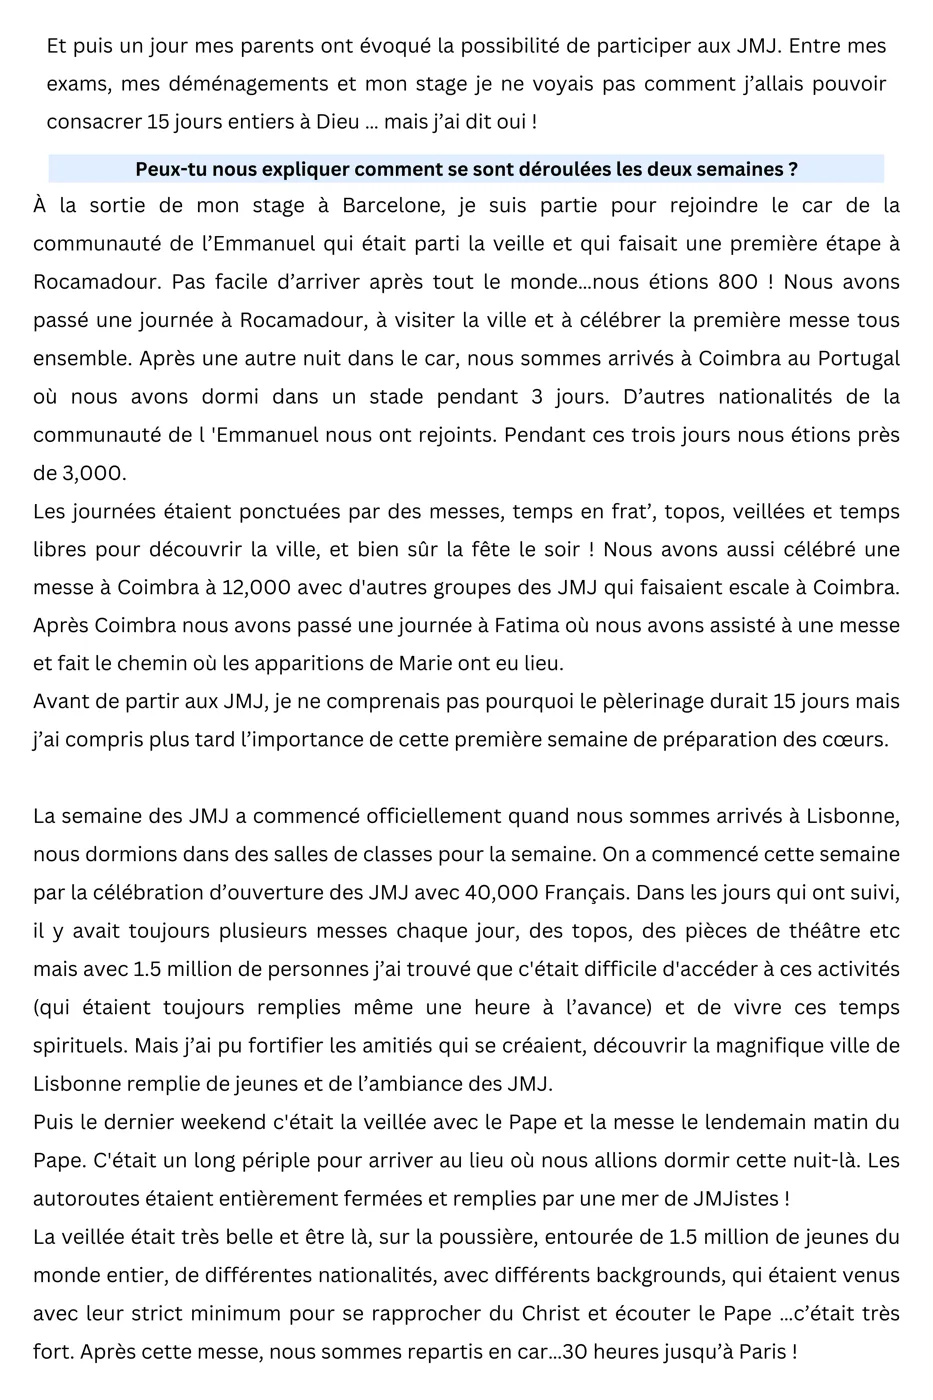 Et puis un jour mes parents ont évoqué la possibilité de participer aux JMJ. Entre mes
exams, mes déménagements et mon stage je ne voyais pas comment j’allais pouvoir
consacrer 15 jours entiers à Dieu … mais j’ai dit oui !
Peux-tu nous expliquer comment se sont déroulées les deux semaines ?
À la sortie de mon stage à Barcelone, je suis partie pour rejoindre le car de la
communauté de l’Emmanuel qui était parti la veille et qui faisait une première étape à
Rocamadour. Pas facile d’arriver après tout le monde…nous étions 800 ! Nous avons
passé une journée à Rocamadour, à visiter la ville et à célébrer la première messe tous
ensemble. Après une autre nuit dans le car, nous sommes arrivés à Coimbra au Portugal
où nous avons dormi dans un stade pendant 3 jours. D’autres nationalités de la
communauté de l 'Emmanuel nous ont rejoints. Pendant ces trois jours nous étions près
de 3,000.
Les journées étaient ponctuées par des messes, temps en frat’, topos, veillées et temps
libres pour découvrir la ville, et bien sûr la fête le soir ! Nous avons aussi célébré une
messe à Coimbra à 12,000 avec d'autres groupes des JMJ qui faisaient escale à Coimbra.
Après Coimbra nous avons passé une journée à Fatima où nous avons assisté à une messe
et fait le chemin où les apparitions de Marie ont eu lieu.
Avant de partir aux JMJ, je ne comprenais pas pourquoi le pèlerinage durait 15 jours mais
j’ai compris plus tard l’importance de cette première semaine de préparation des cœurs.
La semaine des JMJ a commencé officiellement quand nous sommes arrivés à Lisbonne,
nous dormions dans des salles de classes pour la semaine. On a commencé cette semaine
par la célébration d’ouverture des JMJ avec 40,000 Français. Dans les jours qui ont suivi,
il y avait toujours plusieurs messes chaque jour, des topos, des pièces de théâtre etc
mais avec 1.5 million de personnes j’ai trouvé que c'était difficile d'accéder à ces activités
(qui étaient toujours remplies même une heure à l’avance) et de vivre ces temps
spirituels. Mais j’ai pu fortifier les amitiés qui se créaient, découvrir la magnifique ville de
Lisbonne remplie de jeunes et de l’ambiance des JMJ.
Puis le dernier weekend c'était la veillée avec le Pape et la messe le lendemain matin du
Pape. C'était un long périple pour arriver au lieu où nous allions dormir cette nuit-là. Les
autoroutes étaient entièrement fermées et remplies par une mer de JMJistes !
La veillée était très belle et être là, sur la poussière, entourée de 1.5 million de jeunes du
monde entier, de différentes nationalités, avec différents backgrounds, qui étaient venus
avec leur strict minimum pour se rapprocher du Christ et écouter le Pape …c’était très
fort. Après cette messe, nous sommes repartis en car…30 heures jusqu’à Paris !